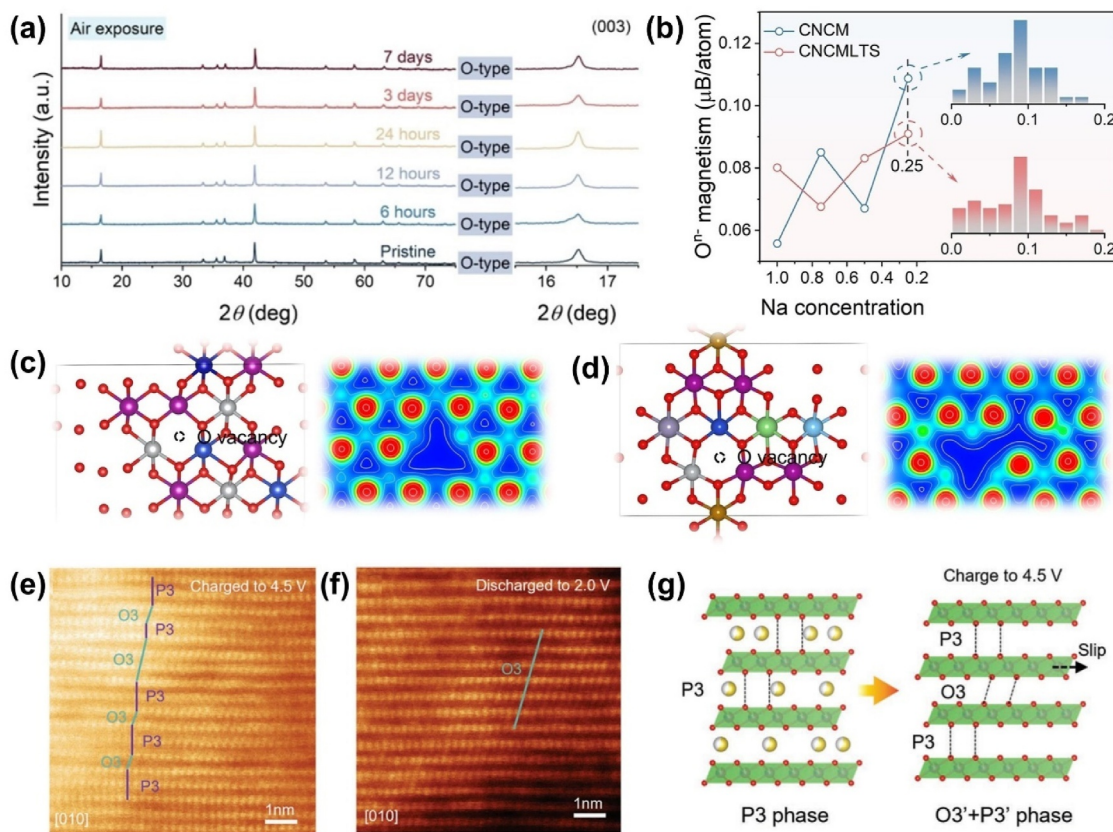 (a)
Air exposure
(003)
7 days
O-type
3 days
O-type
24 hours
O-type
12 hours
O-type
6 hours
O-type
Pristine
O-type
Intensity (a.u.)
10 20 30 40 50 60 70
16 17
2θ (deg)
2θ (deg)
(b)
CNCM
CNCMLTS
0.12
0.10
0.08
0.06
Oⁿ⁻ magnetism (μB/atom)
0.25
0.0 0.1 0.2
0.0 0.1 0.2
1.0 0.8 0.6 0.4 0.2
Na concentration
(c)
O vacancy
(d)
O vacancy
(e)
Charged to 4.5 V
P3
O3
P3
O3
P3
O3
P3
O3
P3
[010]
1nm
(f)
Discharged to 2.0 V
O3
[010]
1nm
(g)
Charge to 4.5 V
P3
P3
Slip
O3
P3
P3 phase
O3'+P3' phase